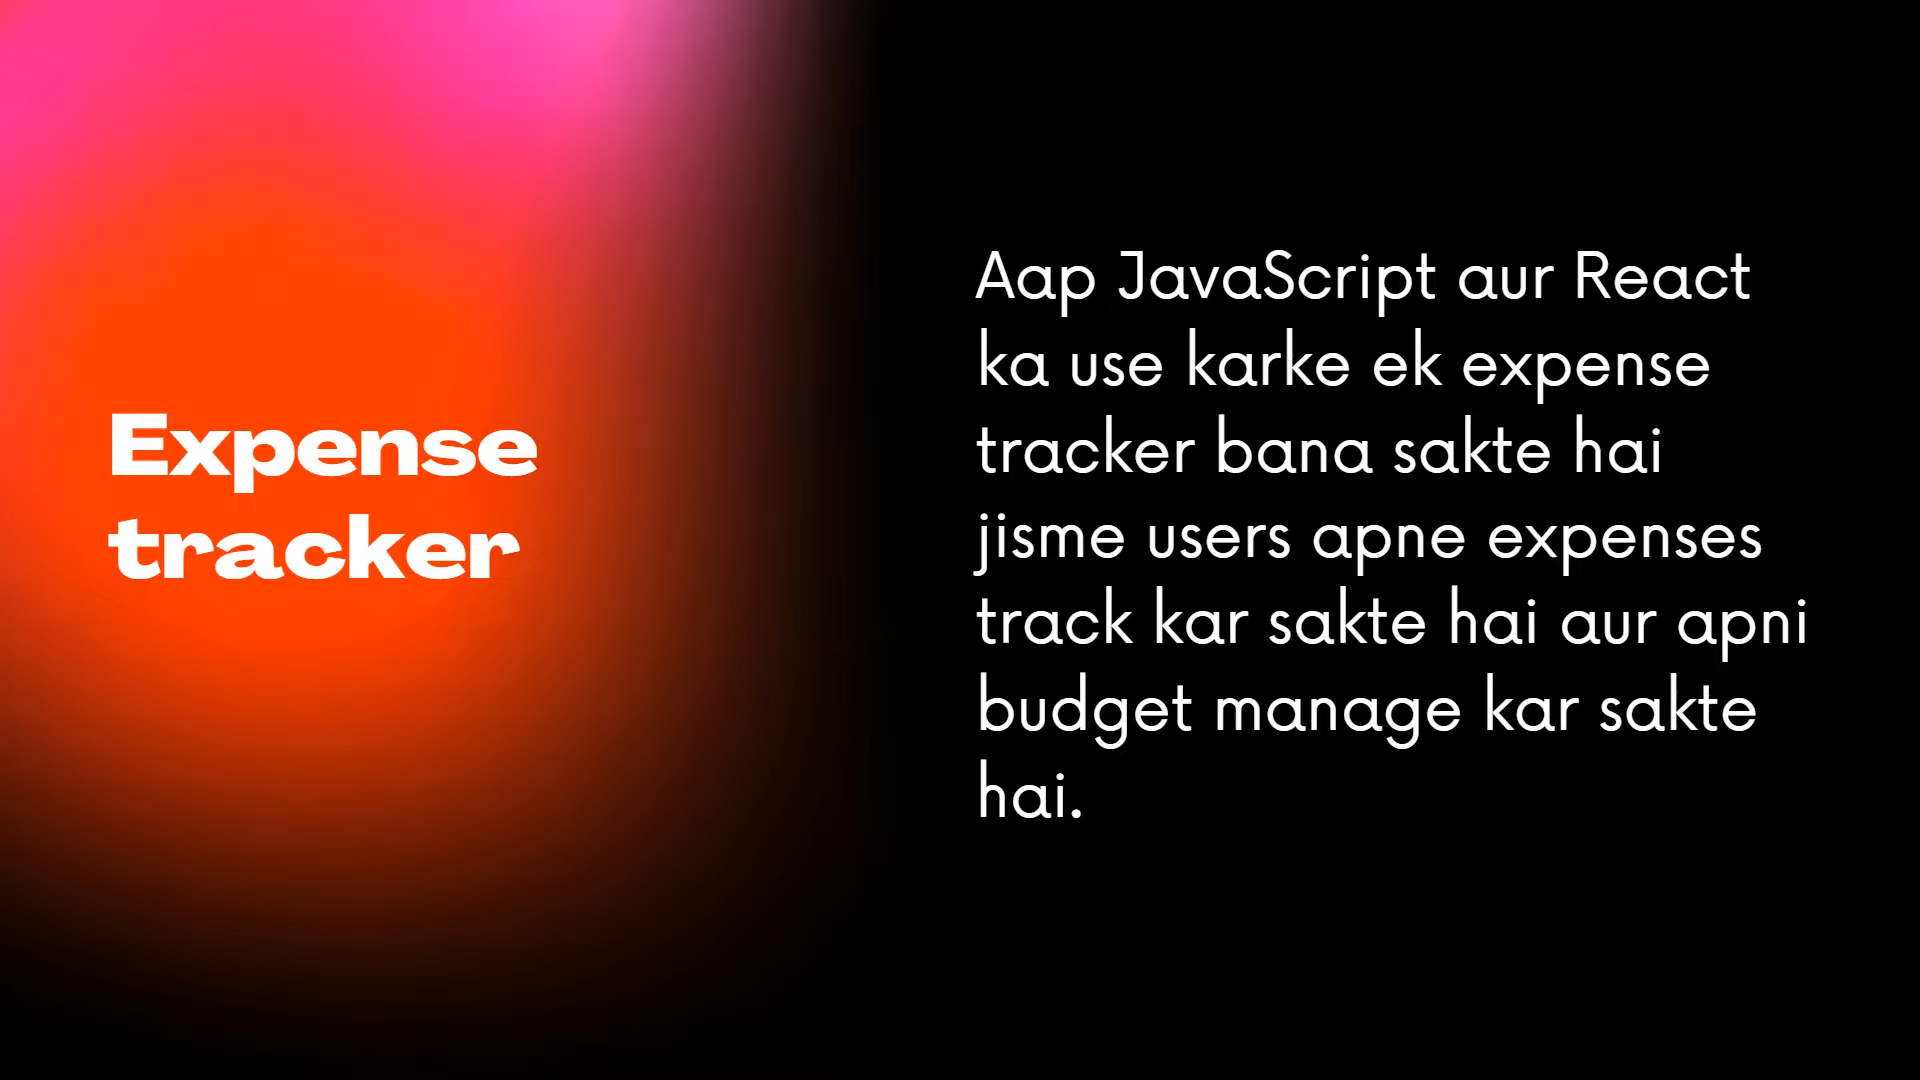 Expense
tracker
Aap JavaScript aur React
ka use karke ek expense
tracker bana sakte hai
jisme users apne expenses
track kar sakte hai aur apni
budget manage kar sakte
hai.